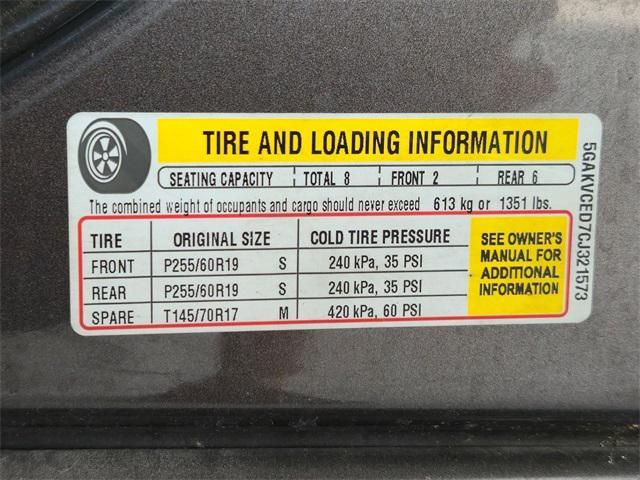 TIRE AND LOADING INFORMATION
SEATING CAPACITY TOTAL 8 FRONT 2 REAR 6
The combined weight of occupants and cargo should never exceed 613 kg or 1351 lbs.
TIRE ORIGINAL SIZE COLD TIRE PRESSURE
FRONT P255/60R19 S 240 kPa, 35 PSI
REAR P255/60R19 S 240 kPa, 35 PSI
SPARE T145/70R17 M 420 kPa, 60 PSI
SEE OWNER'S
MANUAL FOR
ADDITIONAL
INFORMATION
5GAKVCED7CJ321573